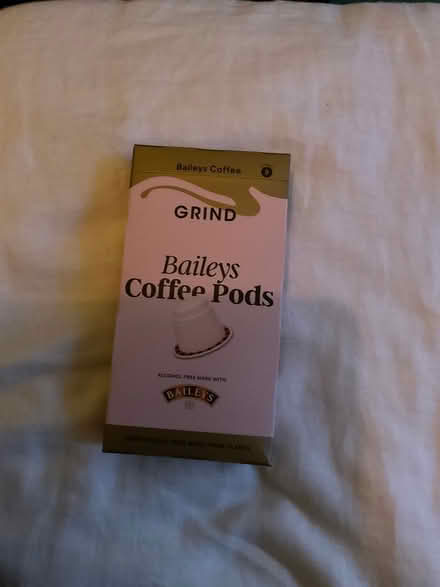 Baileys Coffee
GRIND
Baileys
Coffee Pods
ALCOHOL FREE MADE WITH
BAILEYS